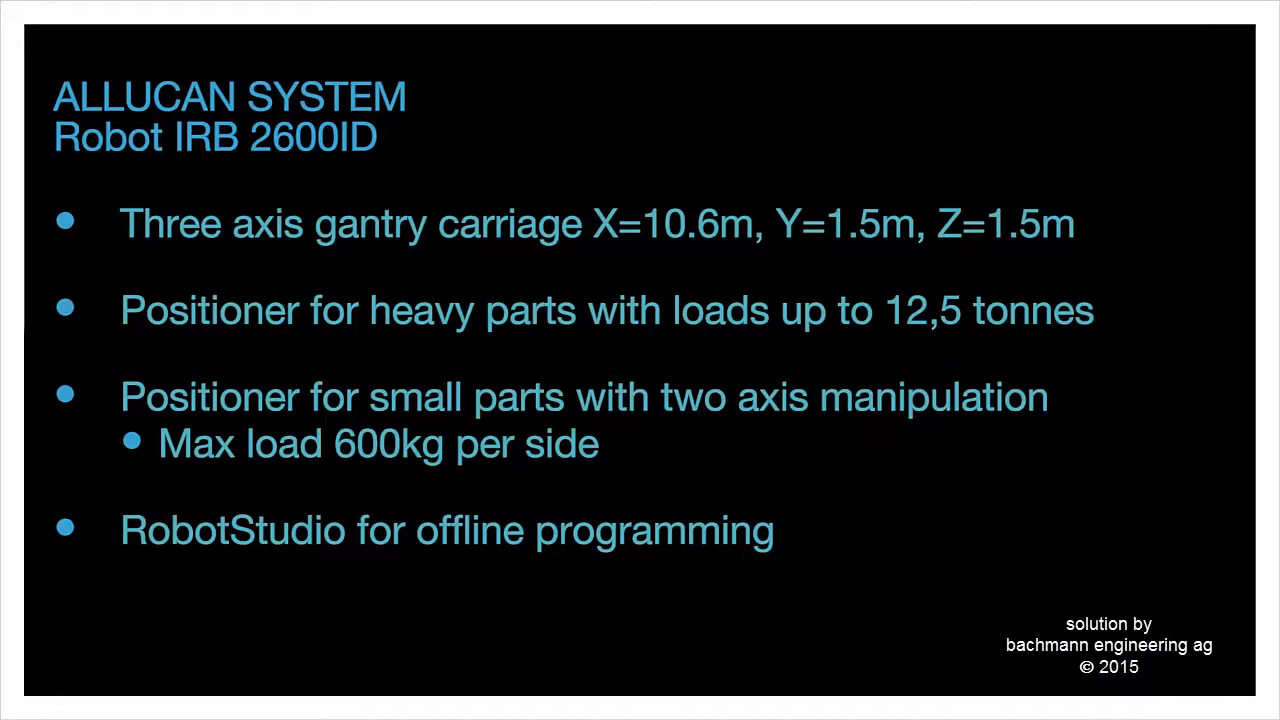 ALLUCAN SYSTEM
Robot IRB 2600ID
• Three axis gantry carriage X=10.6m, Y=1.5m, Z=1.5m
• Positioner for heavy parts with loads up to 12,5 tonnes
• Positioner for small parts with two axis manipulation
• Max load 600kg per side
• RobotStudio for offline programming
solution by
bachmann engineering ag
© 2015